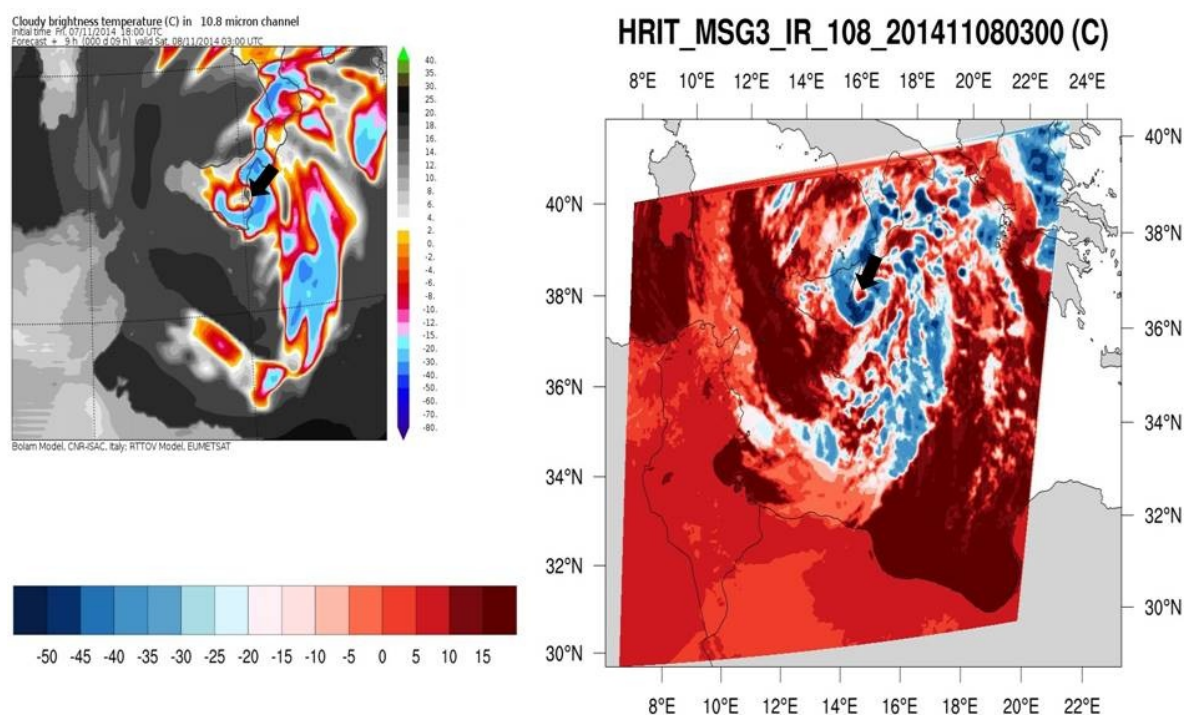 Cloudy brightness temperature (C) in 10.8 micron channel
Initial time Fri, 07/11/2014 18:00 UTC
Forecast + 9 h (000 d 09 h) valid Sat, 08/11/2014 03:00 UTC
40.
35.
30.
25.
20.
18.
16.
14.
12.
10.
8.
6.
4.
2.
0.
-2.
-4.
-6.
-8.
-10.
-12.
-15.
-20.
-30.
-40.
-50.
-60.
-70.
-80.
Bolam Model, CNR-ISAC, Italy; RTTOV Model, EUMETSAT
-50 -45 -40 -35 -30 -25 -20 -15 -10 -5 0 5 10 15
HRIT_MSG3_IR_108_201411080300 (C)
8°E 10°E 12°E 14°E 16°E 18°E 20°E 22°E 24°E
40°N
38°N
36°N
34°N
32°N
30°N
40°N
38°N
36°N
34°N
32°N
30°N
8°E 10°E 12°E 14°E 16°E 18°E 20°E 22°E